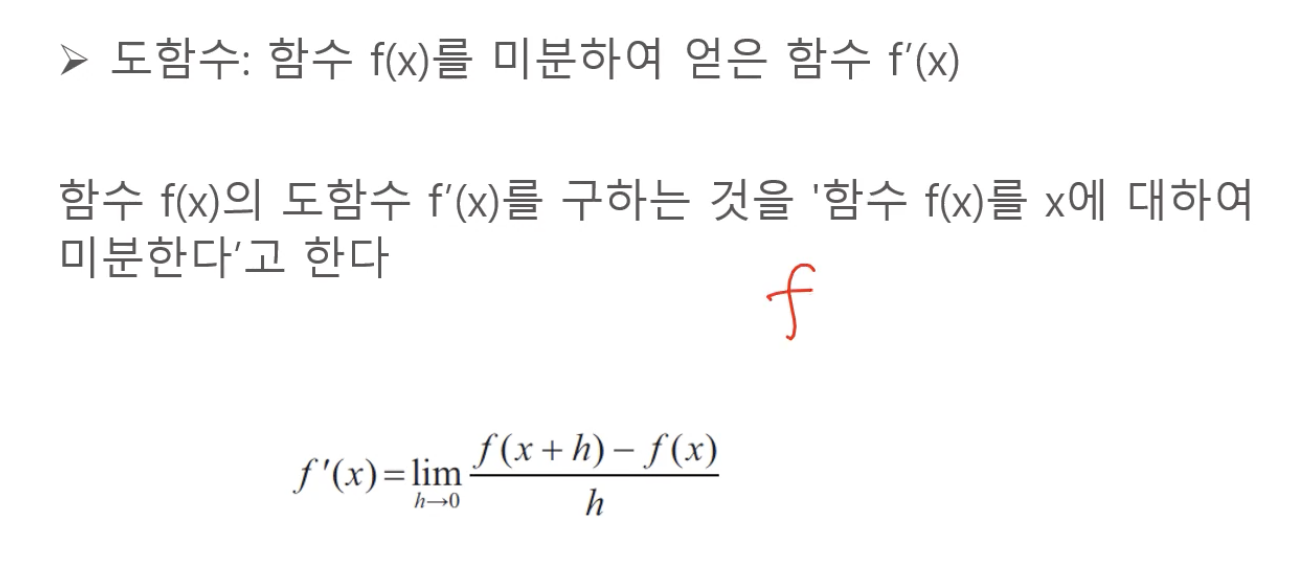 ➢ 도함수: 함수 f(x)를 미분하여 얻은 함수 f′(x)
함수 f(x)의 도함수 f′(x)를 구하는 것을 '함수 f(x)를 x에 대하여
미분한다′고 한다
f
f′(x)=lim_{h→0} \frac{f(x+h)−f(x)}{h}